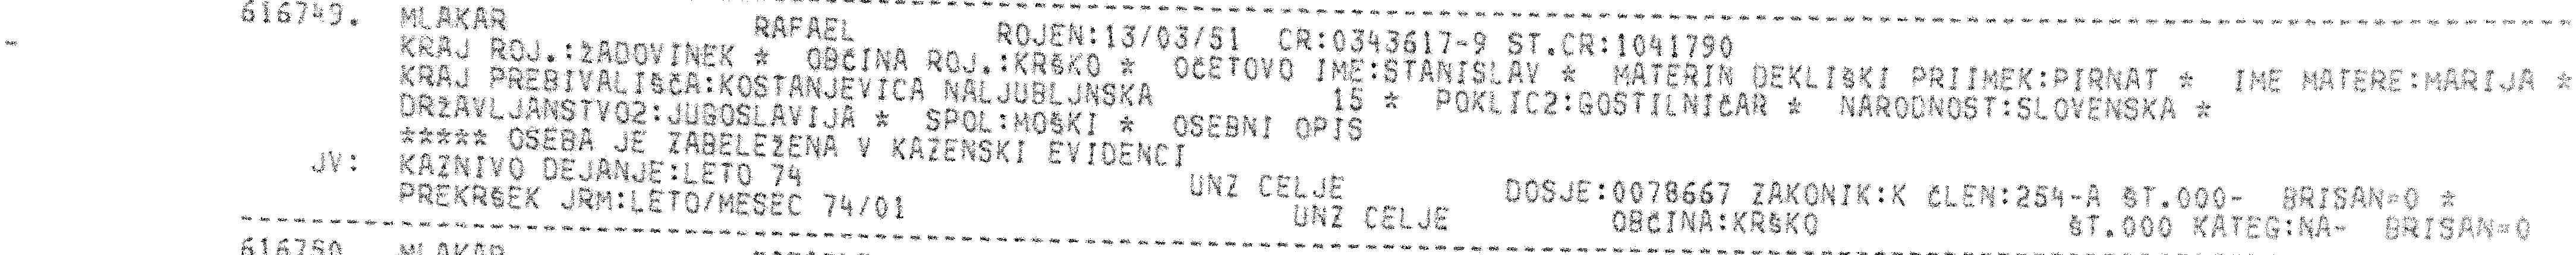 616749. MLAKAR RAFAEL ROJEN:13/03/51 CR:0343617-9 ST.CR:1041790
KRAJ ROJ.:ŽADOVINEK * OBČINA ROJ.:KRŠKO * OČETOVO IME:STANISLAV * MATERIN DEKLIŠKI PRIIMEK:PIRNAT * IME MATERE:MARIJA *
KRAJ PREBIVALIŠČA:KOSTANJEVICA NALJUBLJNSKA 15 * POKLIC2:GOSTILNIČAR * NARODNOST:SLOVENSKA *
DRŽAVLJANSTVO2:JUGOSLAVIJA * SPOL:MOŠKI * OSEBNI OPIS
***** OSEBA JE ZABELEŽENA V KAZENSKI EVIDENCI
JV: KAZNIVO DEJANJE:LETO 74 UNZ CELJE DOSJE:0078667 ZAKONIK:K ČLEN:254-A ŠT.000- BRISAN=0 *
PREKRŠEK JRM:LETO/MESEC 74/01 UNZ CELJE OBČINA:KRŠKO ŠT.000 KATEG:NA- BRISAN=0
616750 MLAKAR